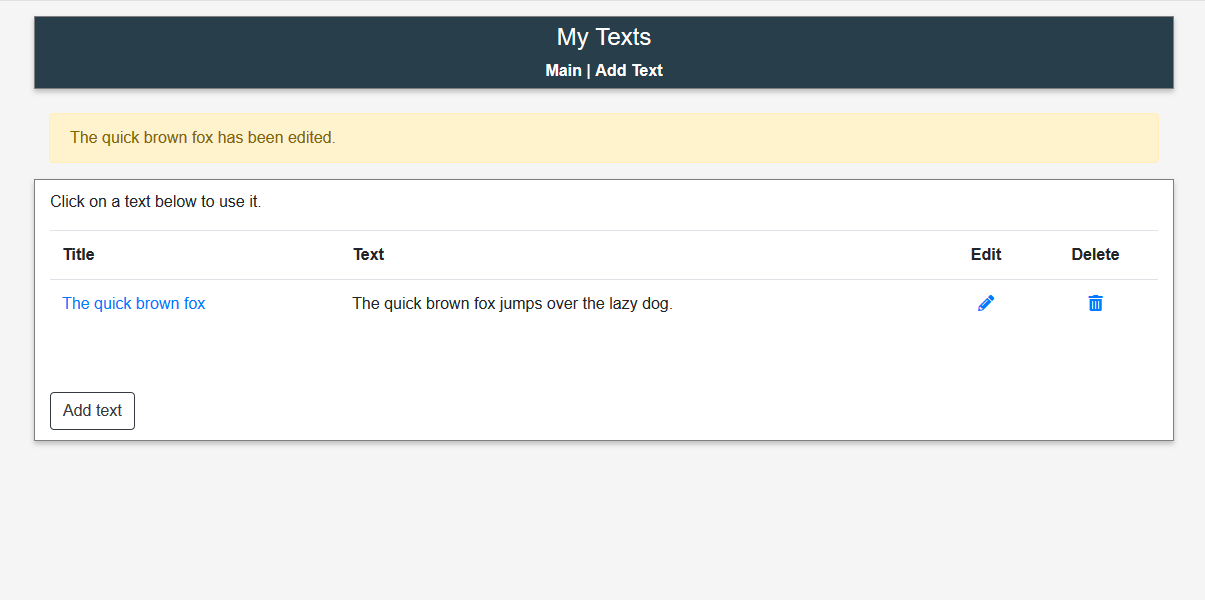 My Texts
Main | Add Text
The quick brown fox has been edited.
Click on a text below to use it.
Title Text Edit Delete
The quick brown fox The quick brown fox jumps over the lazy dog.
Add text